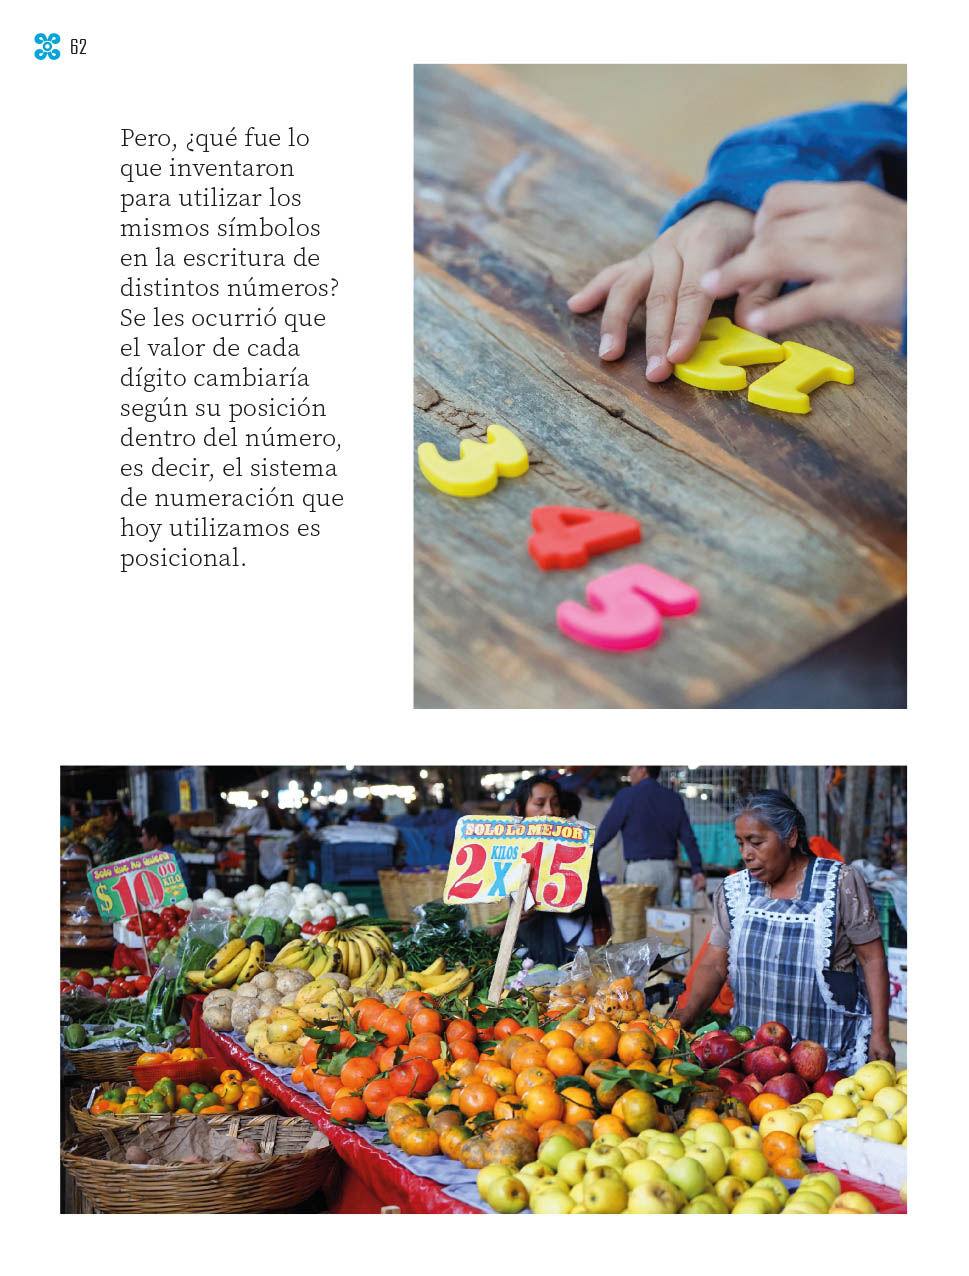 62
Pero, ¿qué fue lo
que inventaron
para utilizar los
mismos símbolos
en la escritura de
distintos números?
Se les ocurrió que
el valor de cada
dígito cambiaría
según su posición
dentro del número,
es decir, el sistema
de numeración que
hoy utilizamos es
posicional.
1
2
3
4
5
SOLO LO MEJOR
2 KILOS X 15
Solo Que Ao Quiera
$10.00 KILO